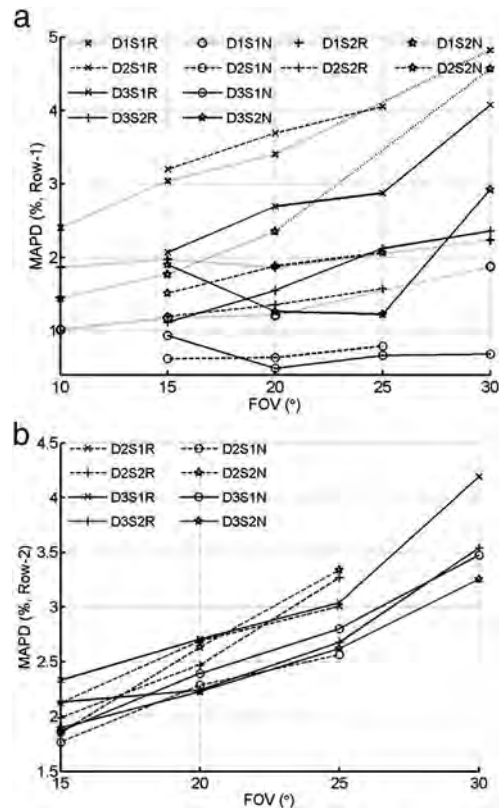 a
5
4
3
2
1
MAPD (%, Row-1)
D1S1R D1S1N D1S2R D1S2N
D2S1R D2S1N D2S2R D2S2N
D3S1R D3S1N
D3S2R D3S2N
10 15 20 25 30
FOV (°)
b
4.5
4
3.5
3
2.5
2
1.5
MAPD (%, Row-2)
D2S1R D2S1N
D2S2R D2S2N
D3S1R D3S1N
D3S2R D3S2N
15 20 25 30
FOV (°)